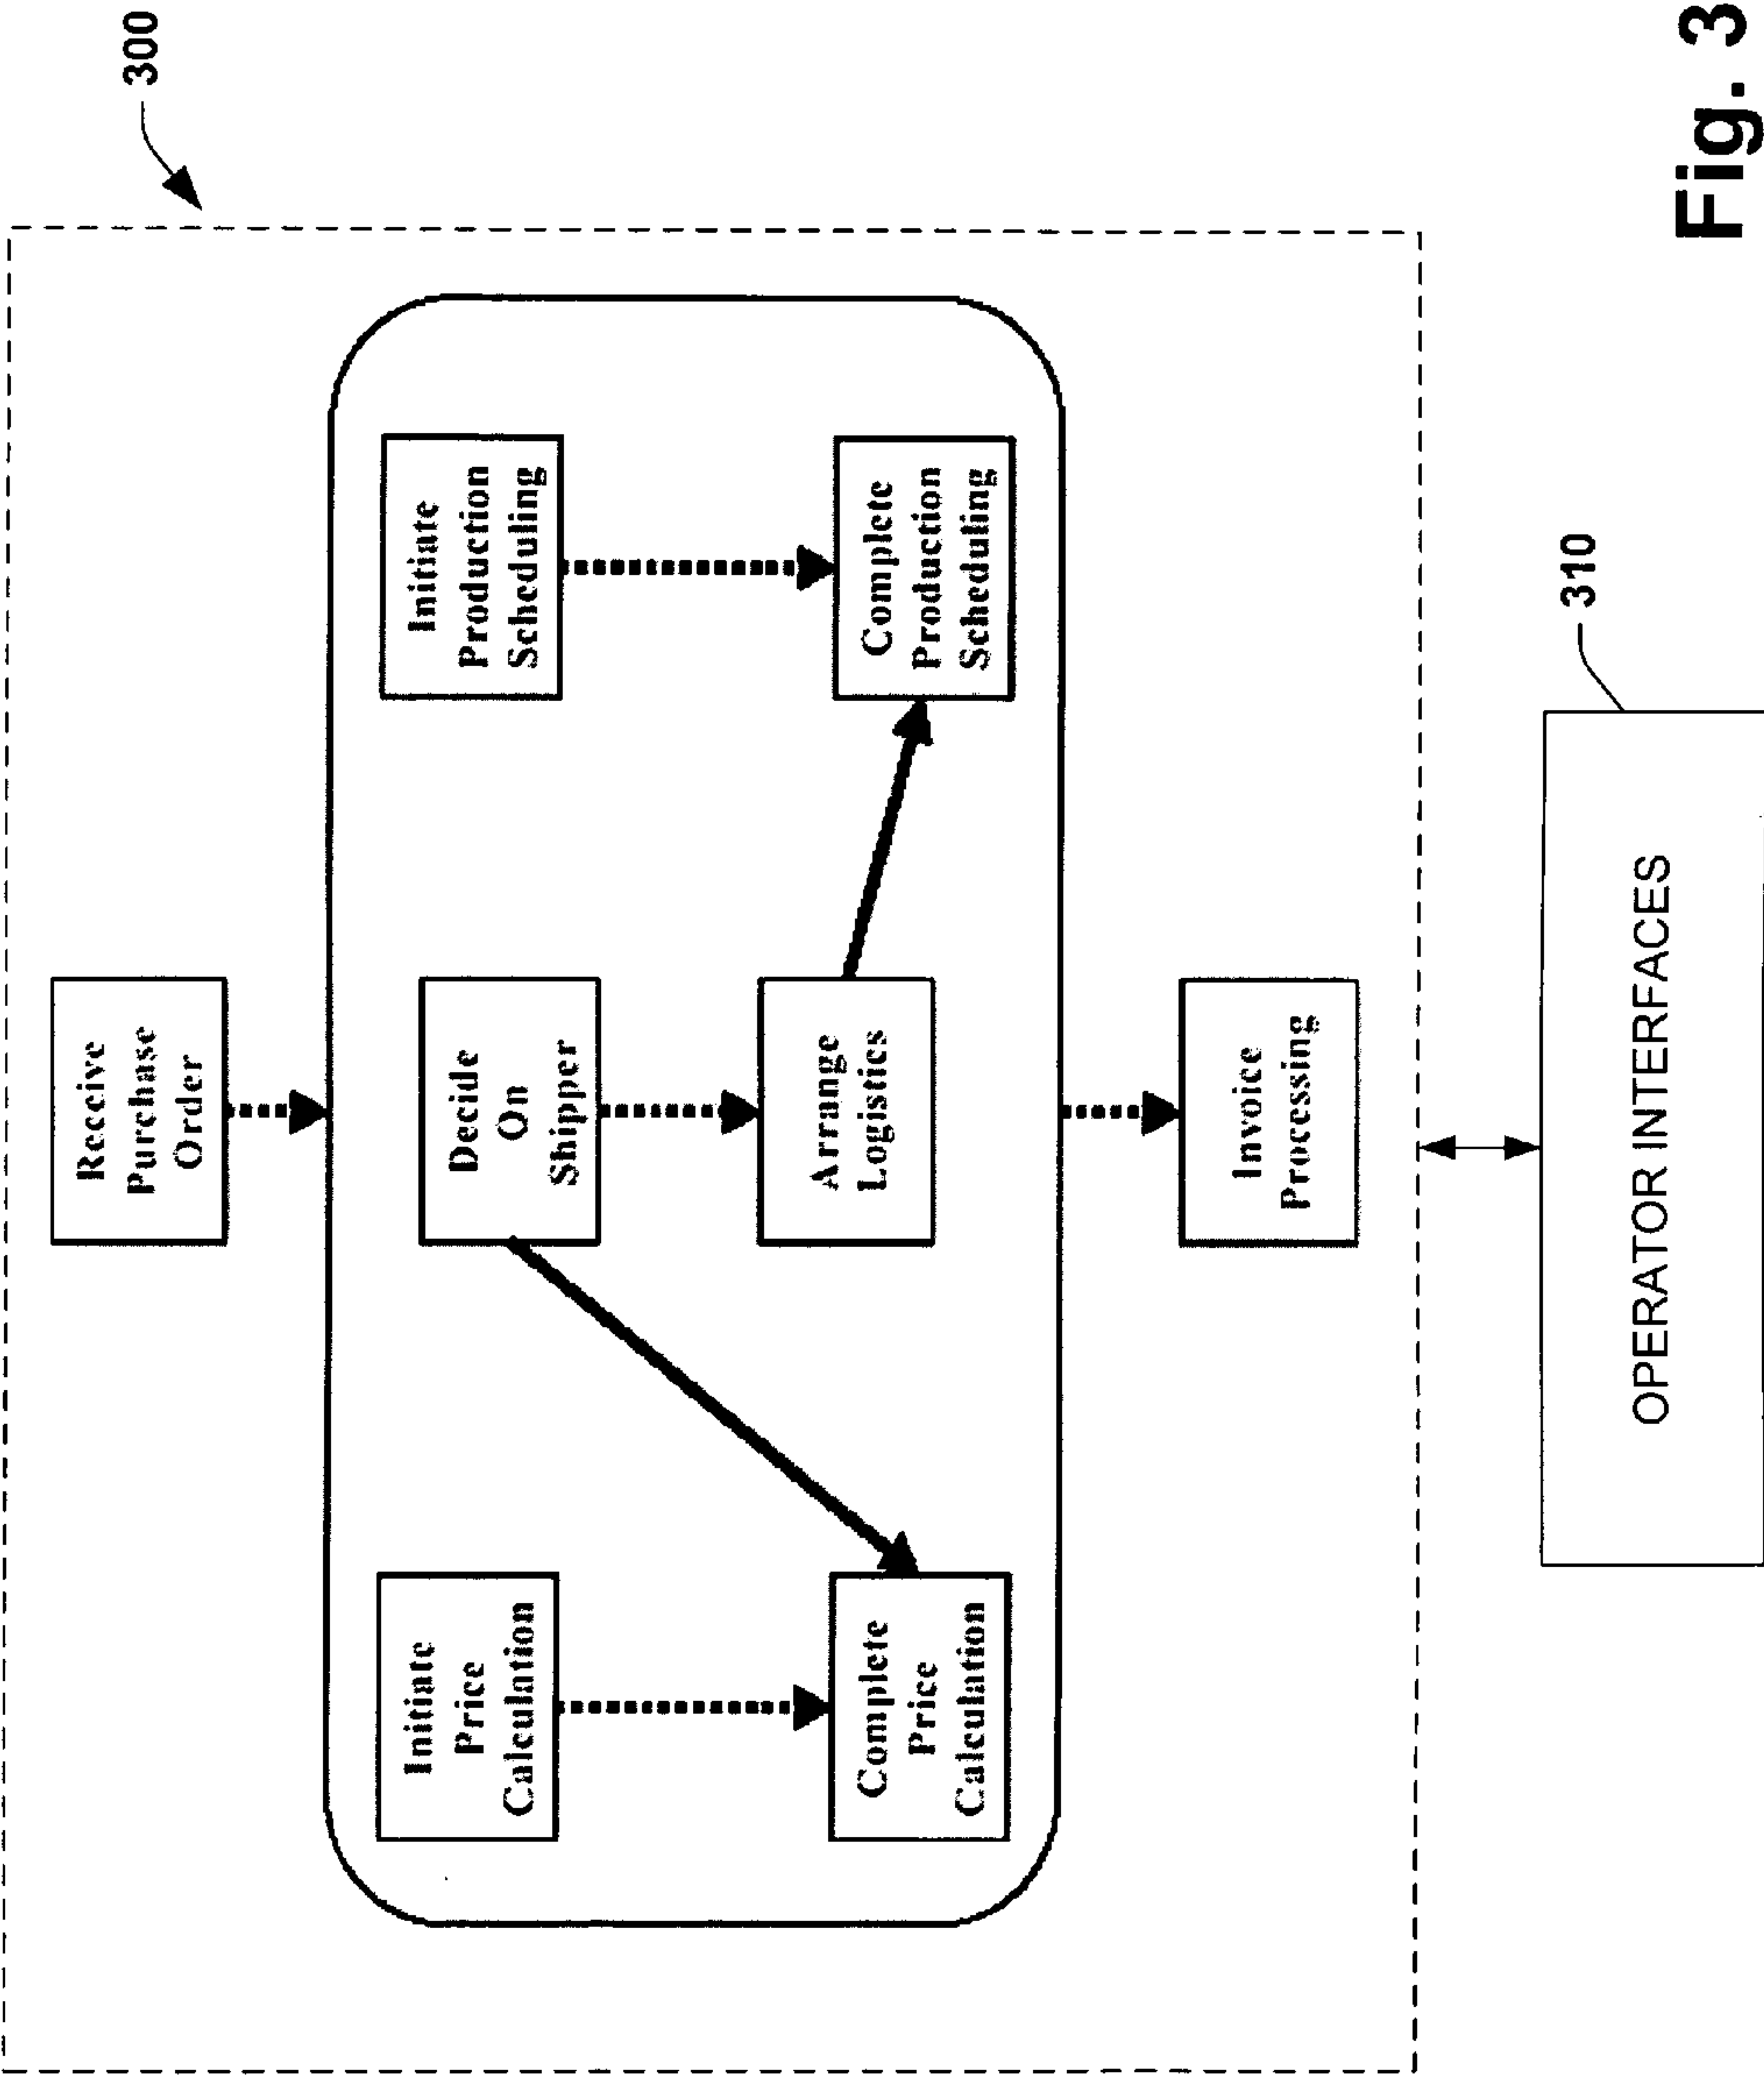 300
Receive
Purchase
Order
Initiate
Price
Calculation
Decide
On
Shipper
Initiate
Production
Scheduling
Complete
Price
Calculation
Arrange
Logistics
Complete
Production
Scheduling
Invoice
Processing
310
OPERATOR INTERFACES
Fig. 3